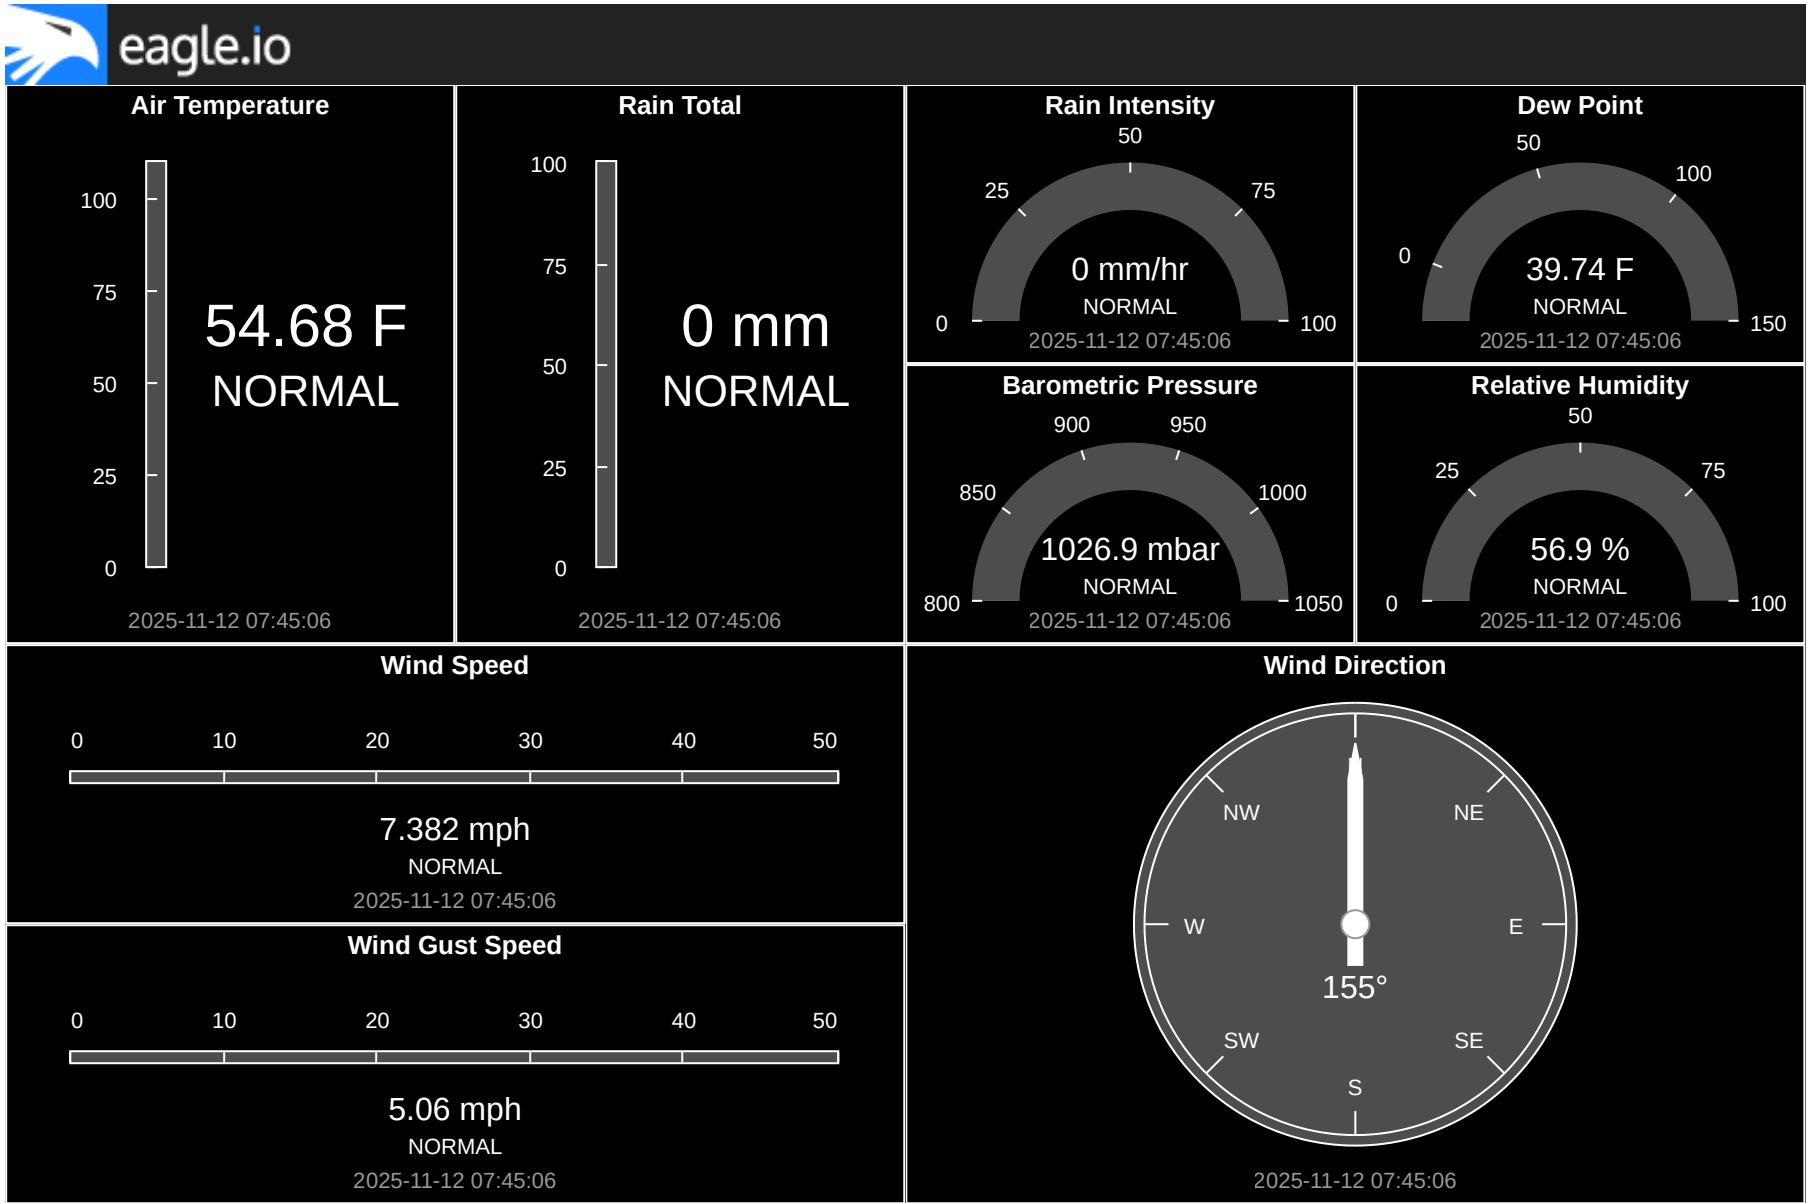 eagle.io
Air Temperature
100
75
50
25
0
54.68 F
NORMAL
2025-11-12 07:45:06
Rain Total
100
75
50
25
0
0 mm
NORMAL
2025-11-12 07:45:06
Rain Intensity
50
25
75
0
100
0 mm/hr
NORMAL
2025-11-12 07:45:06
Dew Point
50
100
0
150
39.74 F
NORMAL
2025-11-12 07:45:06
Barometric Pressure
900
950
850
1000
800
1050
1026.9 mbar
NORMAL
2025-11-12 07:45:06
Relative Humidity
50
25
75
0
100
56.9 %
NORMAL
2025-11-12 07:45:06
Wind Speed
0 10 20 30 40 50
7.382 mph
NORMAL
2025-11-12 07:45:06
Wind Gust Speed
0 10 20 30 40 50
5.06 mph
NORMAL
2025-11-12 07:45:06
Wind Direction
NW NE
W E
155°
SW SE
S
2025-11-12 07:45:06